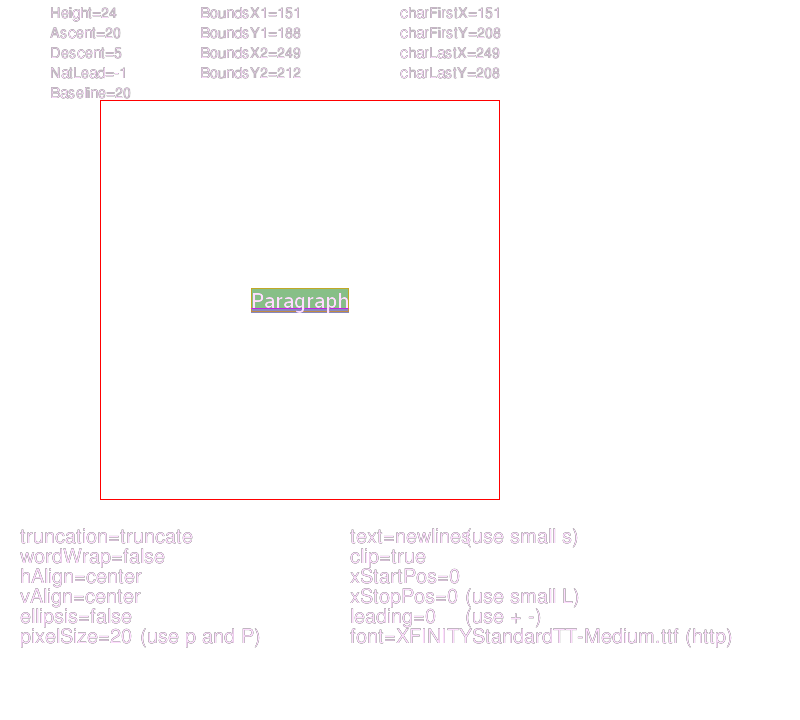 Height=24 BoundsX1=151 charFirstX=151
Ascent=20 BoundsY1=188 charFirstY=208
Descent=5 BoundsX2=249 charLastX=249
NatLead=-1 BoundsY2=212 charLastY=208
Baseline=20
Paragraph
truncation=truncate text=newlines (use small s)
wordWrap=false clip=true
hAlign=center xStartPos=0
vAlign=center xStopPos=0 (use small L)
ellipsis=false leading=0 (use + -)
pixelSize=20 (use p and P) font=XFINITYStandardTT-Medium.ttf (http)